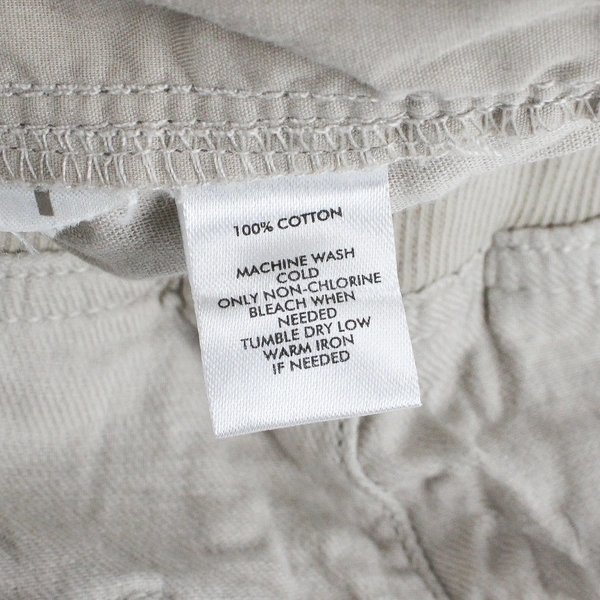 100% COTTON
MACHINE WASH
COLD
ONLY NON-CHLORINE
BLEACH WHEN
NEEDED
TUMBLE DRY LOW
WARM IRON
IF NEEDED